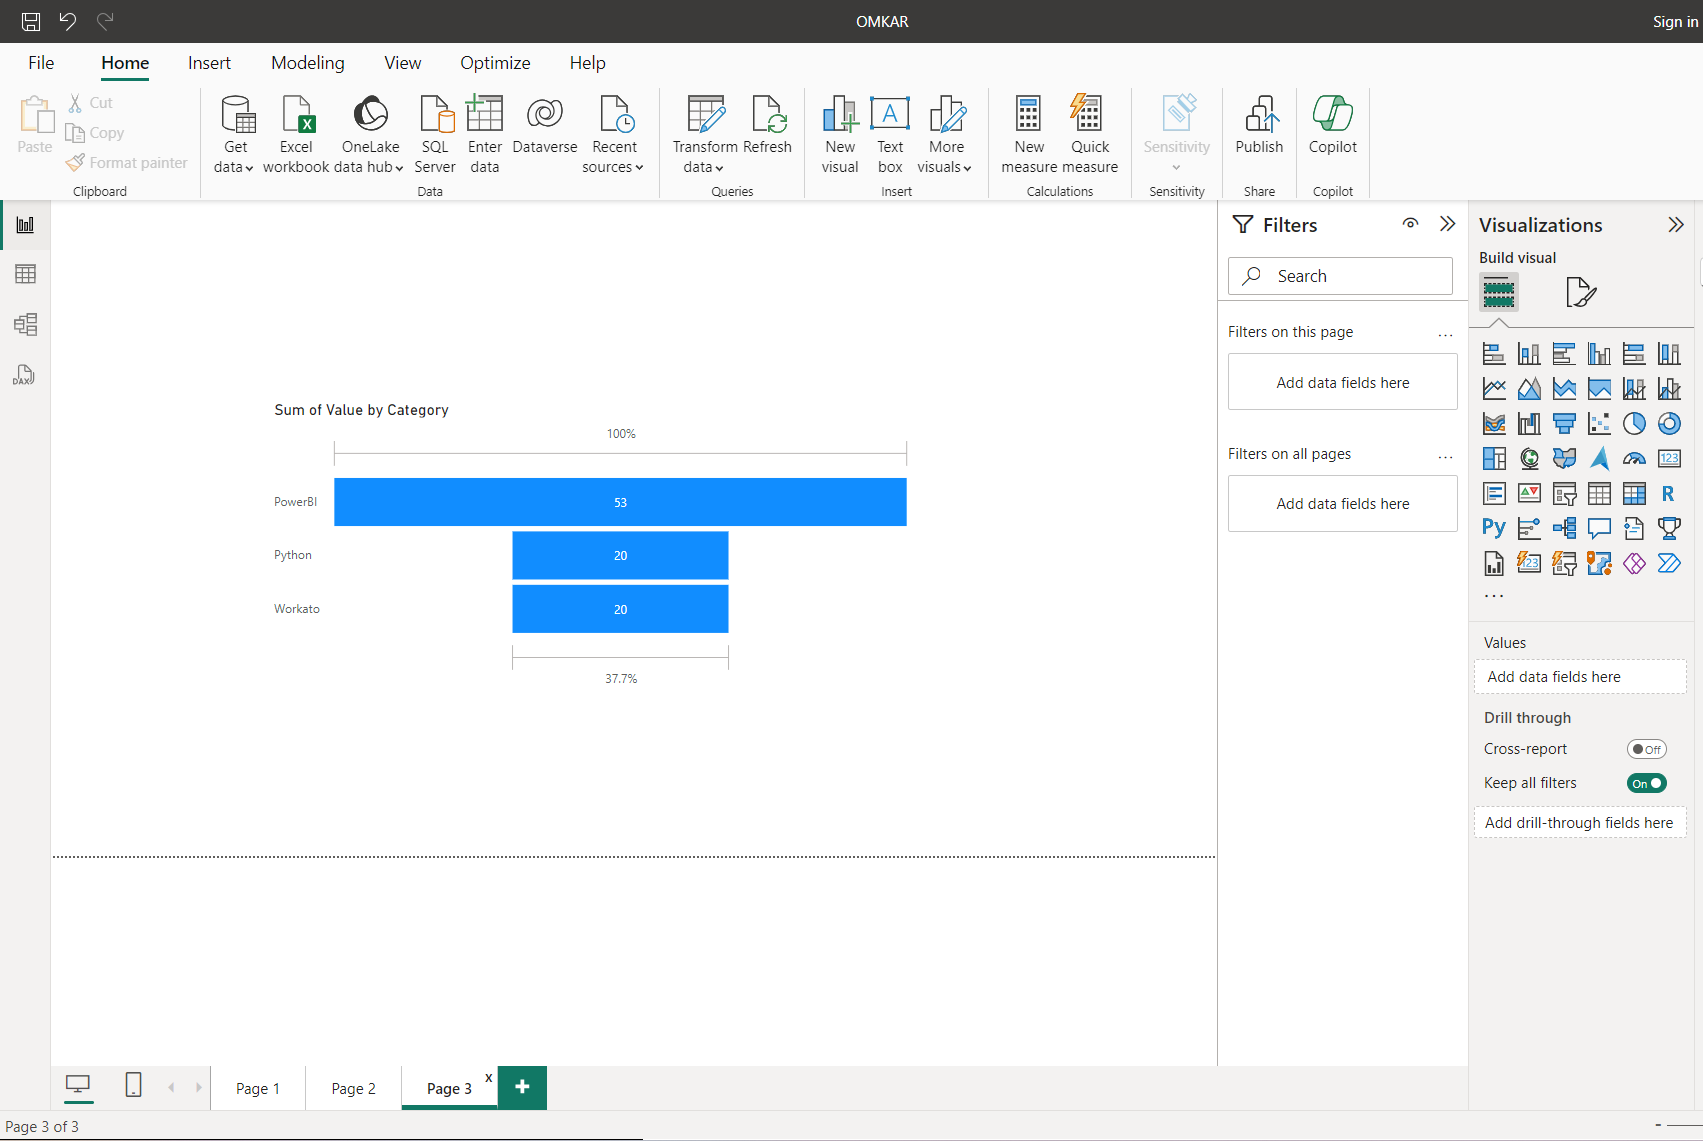 OMKAR
Sign in
File Home Insert Modeling View Optimize Help
Paste
Cut
Copy
Format painter
Clipboard
Get data
Excel workbook
OneLake data hub
SQL Server
Enter data
Dataverse
Recent sources
Data
Transform data
Refresh
Queries
New visual
Text box
More visuals
Insert
New measure
Quick measure
Calculations
Sensitivity
Sensitivity
Publish
Share
Copilot
Copilot
Sum of Value by Category
100%
PowerBI 53
Python 20
Workato 20
37.7%
Filters
Search
Filters on this page ...
Add data fields here
Filters on all pages ...
Add data fields here
Visualizations
Build visual
123
R
Py
123
...
Values
Add data fields here
Drill through
Cross-report Off
Keep all filters On
Add drill-through fields here
DAX
A
Page 1
Page 2
Page 3 x
+
Page 3 of 3
-